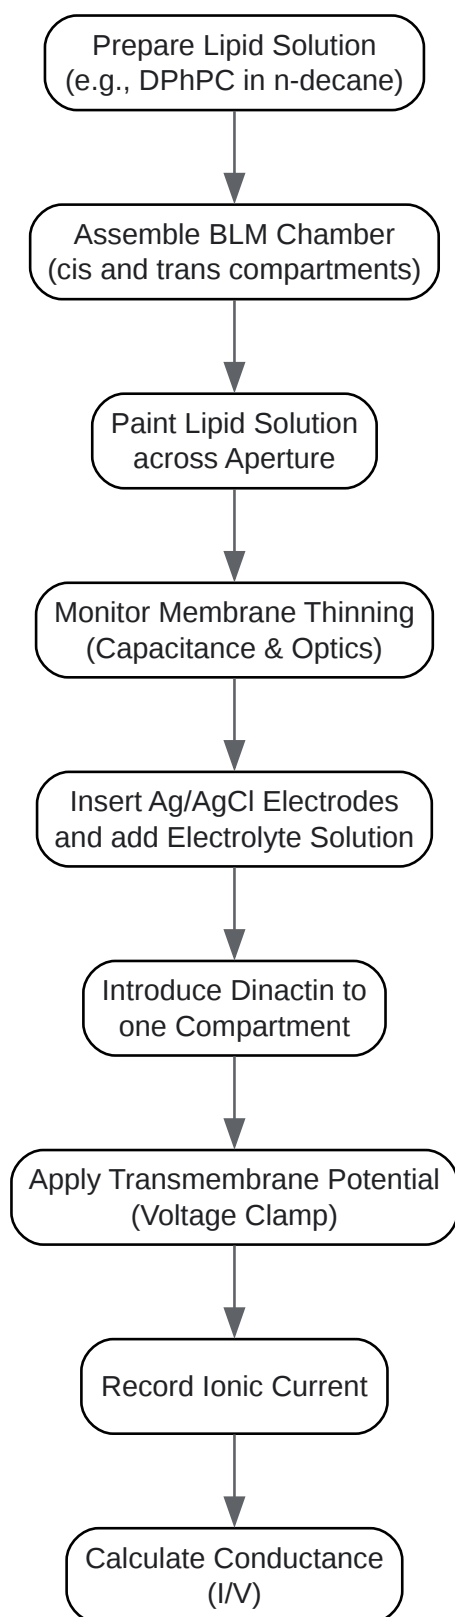 Prepare Lipid Solution
(e.g., DPhPC in n-decane)
Assemble BLM Chamber
(cis and trans compartments)
Paint Lipid Solution
across Aperture
Monitor Membrane Thinning
(Capacitance & Optics)
Insert Ag/AgCl Electrodes
and add Electrolyte Solution
Introduce Dinactin to
one Compartment
Apply Transmembrane Potential
(Voltage Clamp)
Record Ionic Current
Calculate Conductance
(I/V)